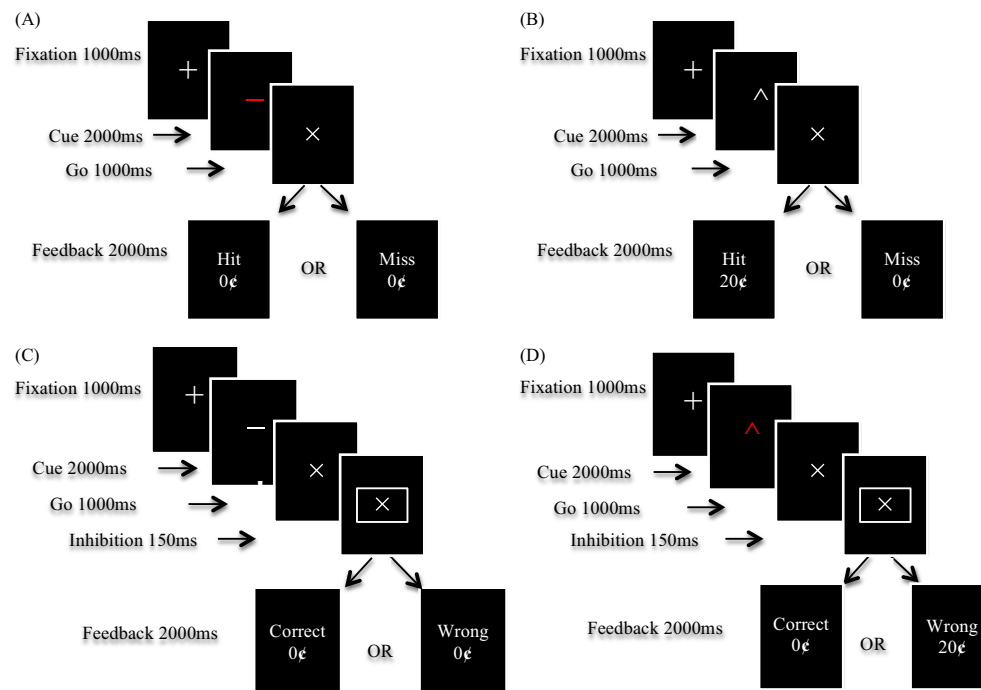 (A)
Fixation 1000ms
Cue 2000ms
Go 1000ms
Feedback 2000ms
Hit
0¢
OR
Miss
0¢
(B)
Fixation 1000ms
Cue 2000ms
Go 1000ms
Feedback 2000ms
Hit
20¢
OR
Miss
0¢
(C)
Fixation 1000ms
Cue 2000ms
Go 1000ms
Inhibition 150ms
Feedback 2000ms
Correct
0¢
OR
Wrong
0¢
(D)
Fixation 1000ms
Cue 2000ms
Go 1000ms
Inhibition 150ms
Feedback 2000ms
Correct
0¢
OR
Wrong
20¢